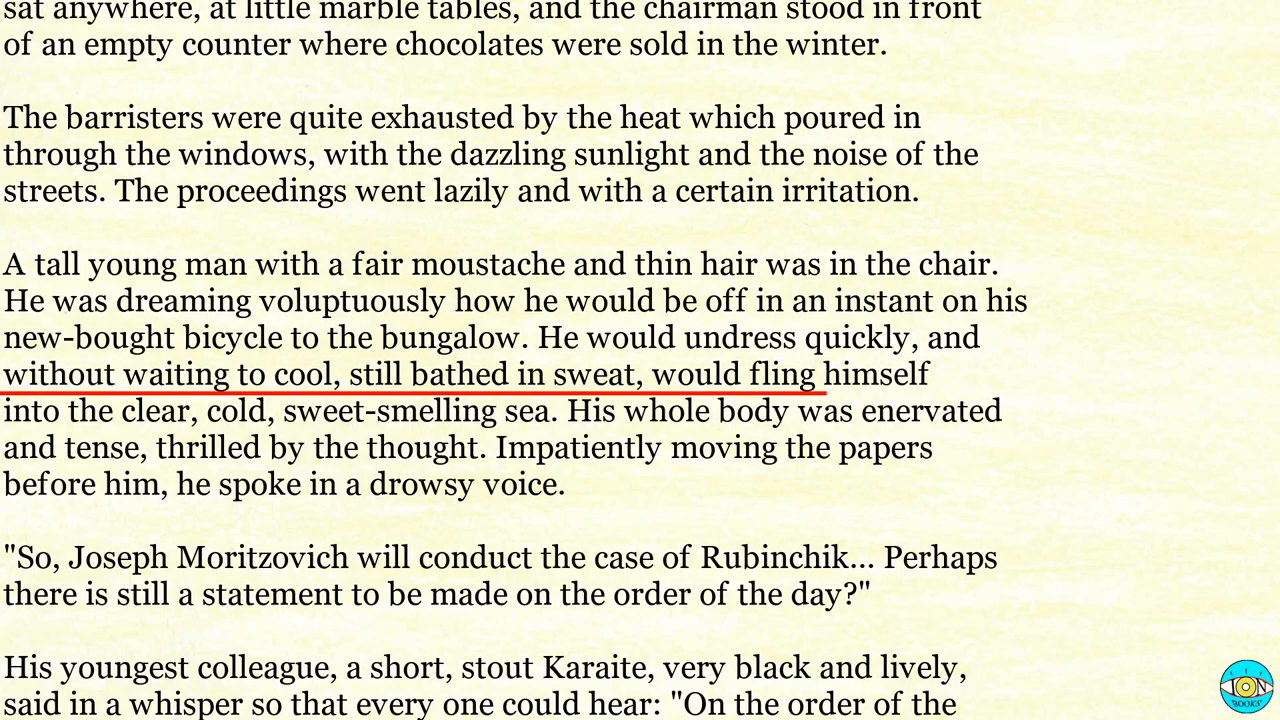 sat anywhere, at little marble tables, and the chairman stood in front
of an empty counter where chocolates were sold in the winter.
The barristers were quite exhausted by the heat which poured in
through the windows, with the dazzling sunlight and the noise of the
streets. The proceedings went lazily and with a certain irritation.
A tall young man with a fair moustache and thin hair was in the chair.
He was dreaming voluptuously how he would be off in an instant on his
new-bought bicycle to the bungalow. He would undress quickly, and
without waiting to cool, still bathed in sweat, would fling himself
into the clear, cold, sweet-smelling sea. His whole body was enervated
and tense, thrilled by the thought. Impatiently moving the papers
before him, he spoke in a drowsy voice.
"So, Joseph Moritzovich will conduct the case of Rubinchik... Perhaps
there is still a statement to be made on the order of the day?"
His youngest colleague, a short, stout Karaite, very black and lively,
said in a whisper so that every one could hear: "On the order of the
ION
BOOKS